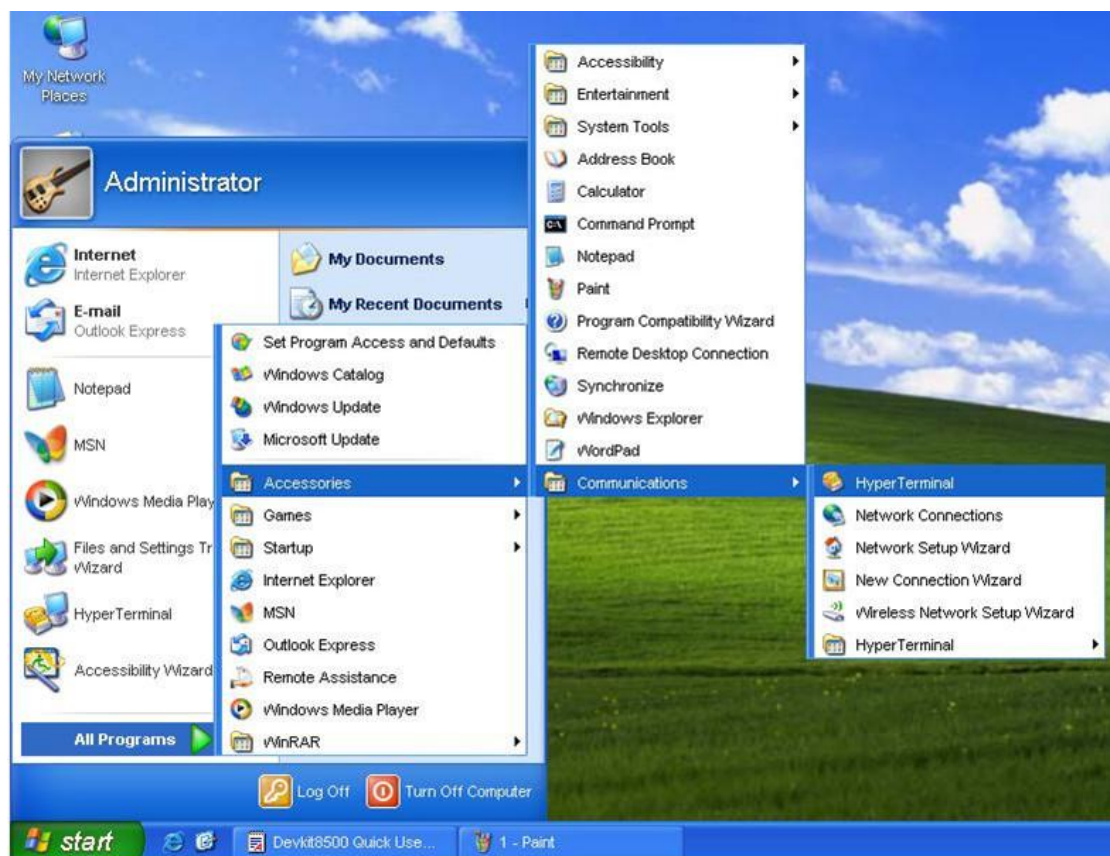 My Network
Places
Administrator
Internet
Internet Explorer
E-mail
Outlook Express
Notepad
MSN
Windows Media Play
Files and Settings Tr
Wizard
HyperTerminal
Accessibility Wizard
All Programs
My Documents
My Recent Documents
Set Program Access and Defaults
Windows Catalog
Windows Update
Microsoft Update
Accessories
Games
Startup
Internet Explorer
MSN
Outlook Express
Remote Assistance
Windows Media Player
WinRAR
Accessibility
Entertainment
System Tools
Address Book
Calculator
C:\
Command Prompt
Notepad
Paint
Program Compatibility Wizard
Remote Desktop Connection
Synchronize
Windows Explorer
WordPad
Communications
HyperTerminal
Network Connections
Network Setup Wizard
New Connection Wizard
Wireless Network Setup Wizard
HyperTerminal
Log Off
Turn Off Computer
start
Devkit8500 Quick Use...
1 - Paint